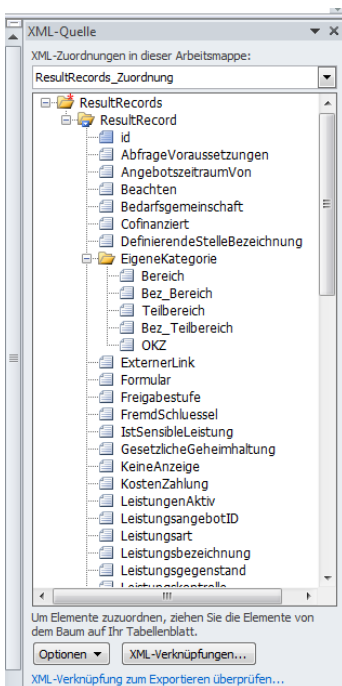 XML-Quelle
XML-Zuordnungen in dieser Arbeitsmappe:
ResultRecords_Zuordnung
ResultRecords
ResultRecord
id
AbfrageVoraussetzungen
AngebotszeitraumVon
Beachten
Bedarfsgemeinschaft
Cofinanziert
DefinierendeStelleBezeichnung
EigeneKategorie
Bereich
Bez_Bereich
Teilbereich
Bez_Teilbereich
OKZ
ExternerLink
Formular
Freigabestufe
FremdSchluessel
IstSensibleLeistung
GesetzlicheGeheimhaltung
KeineAnzeige
KostenZahlung
LeistungenAktiv
LeistungsangebotID
Leistungsart
Leistungsbezeichnung
Leistungsgegenstand
Leistungskontrolle
Um Elemente zuzuordnen, ziehen Sie die Elemente von
dem Baum auf Ihr Tabellenblatt.
Optionen XML-Verknüpfungen...
XML-Verknüpfung zum Exportieren überprüfen...